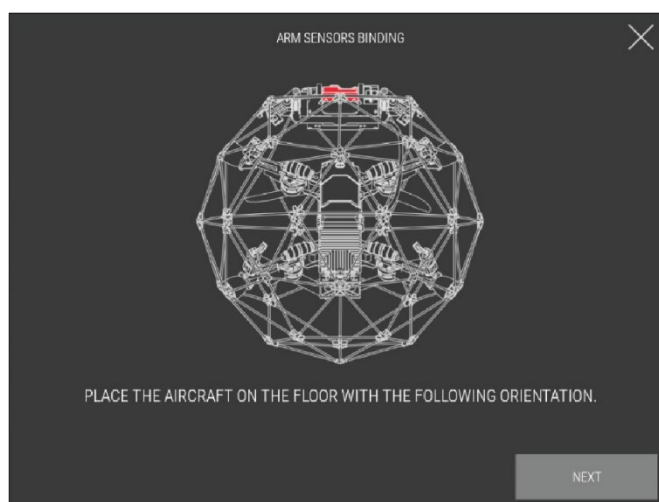 ARM SENSORS BINDING
PLACE THE AIRCRAFT ON THE FLOOR WITH THE FOLLOWING ORIENTATION.
NEXT